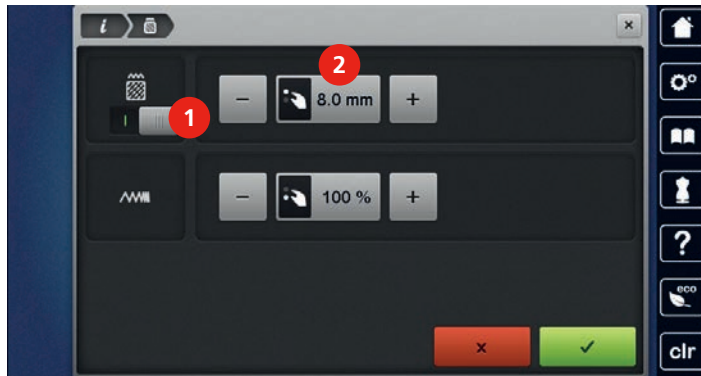 i
×
1
2
− 8.0 mm +
− 100 % +
?
eco
× ✓
clr